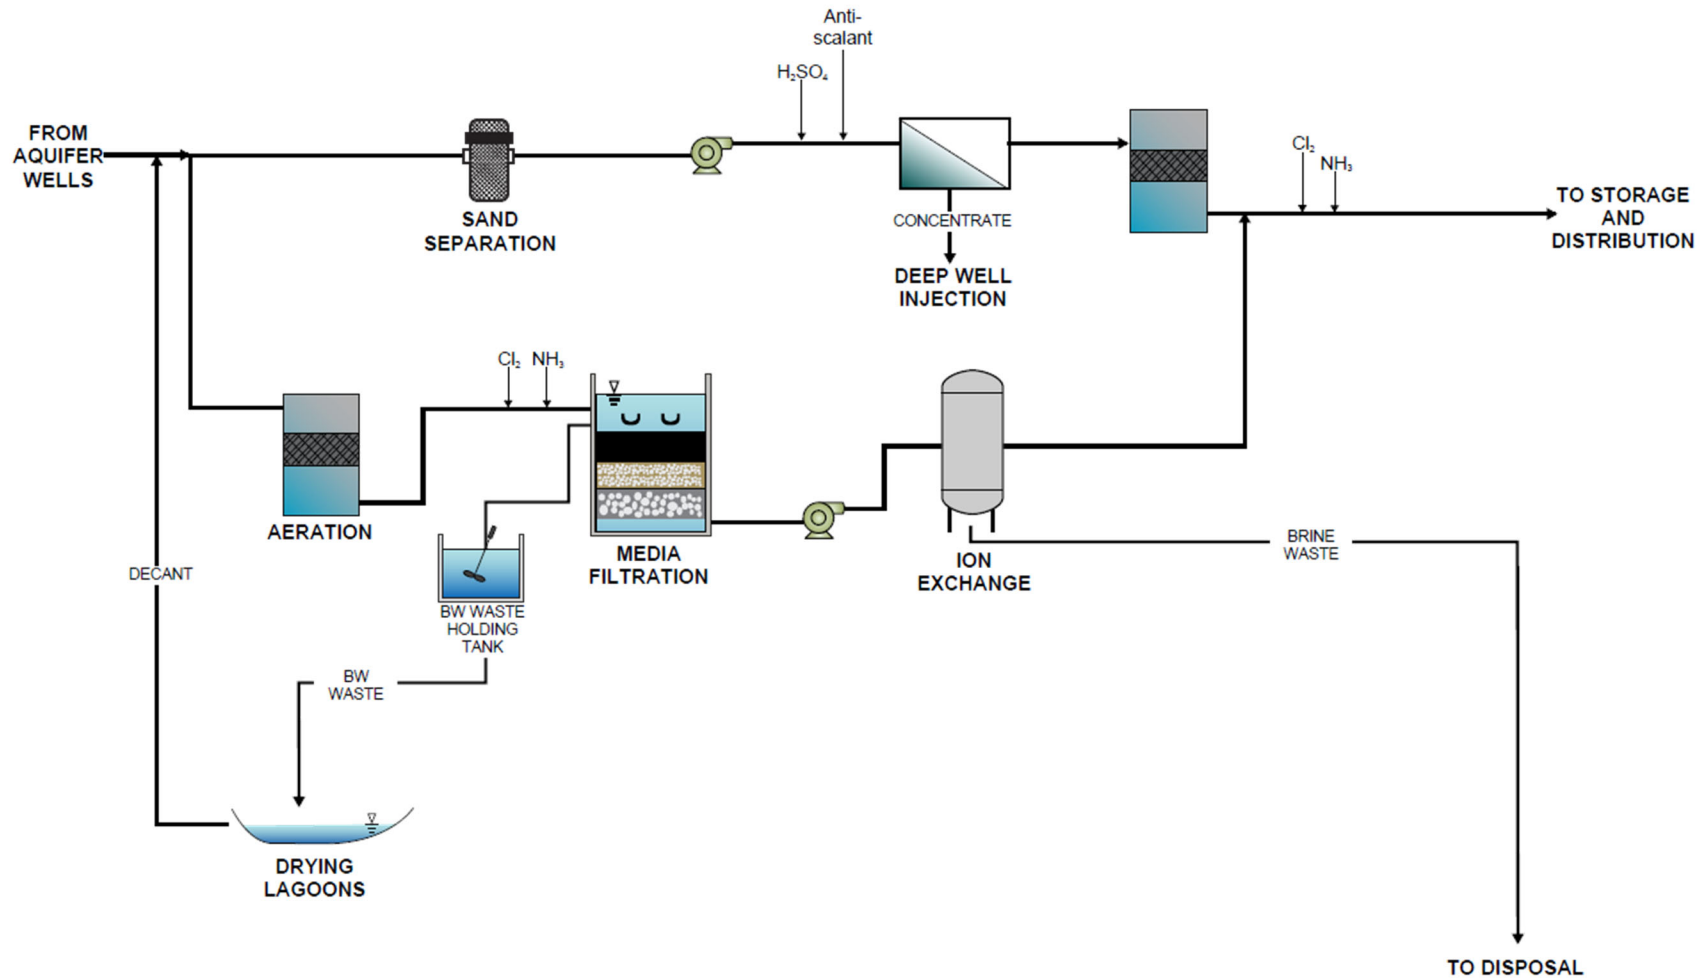 Anti-
scalant
H₂SO₄
FROM
AQUIFER
WELLS
SAND
SEPARATION
CONCENTRATE
DEEP WELL
INJECTION
Cl₂
NH₃
TO STORAGE
AND
DISTRIBUTION
Cl₂ NH₃
AERATION
MEDIA
FILTRATION
ION
EXCHANGE
BRINE
WASTE
DECANT
BW WASTE
HOLDING
TANK
BW
WASTE
DRYING
LAGOONS
TO DISPOSAL